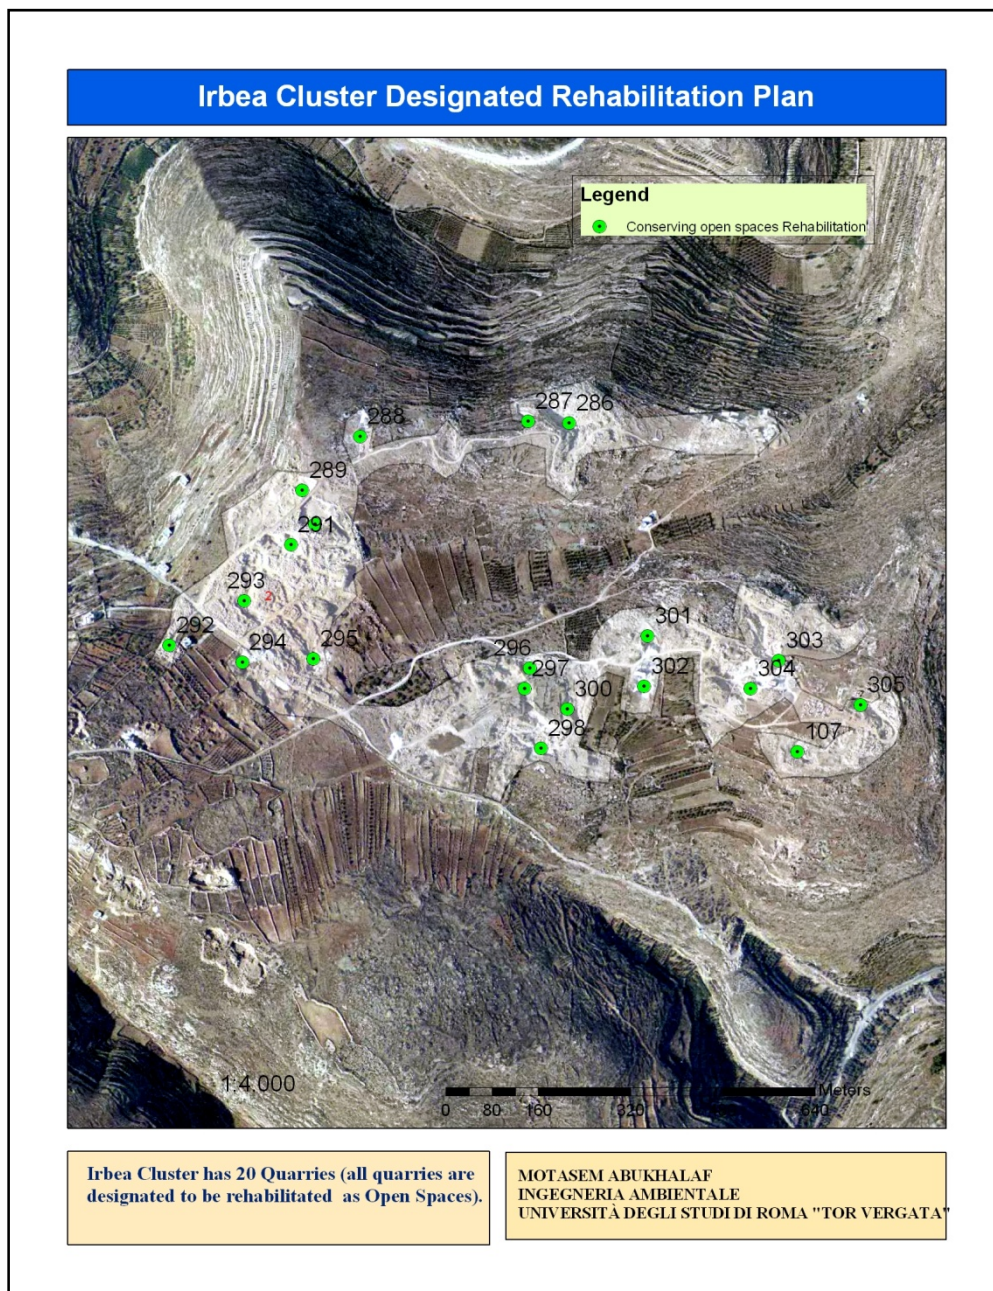 Irbea Cluster Designated Rehabilitation Plan
Legend
Conserving open spaces Rehabilitation
287 286
288
289
291
293
2
292
294
295
301
296
297
302
303
304
300
305
298
107
1:4,000
Meters
0 80 160 320 640
Irbea Cluster has 20 Quarries (all quarries are
designated to be rehabilitated as Open Spaces).
MOTASEM ABUKHALAF
INGEGNERIA AMBIENTALE
UNIVERSITÀ DEGLI STUDI DI ROMA "TOR VERGATA"